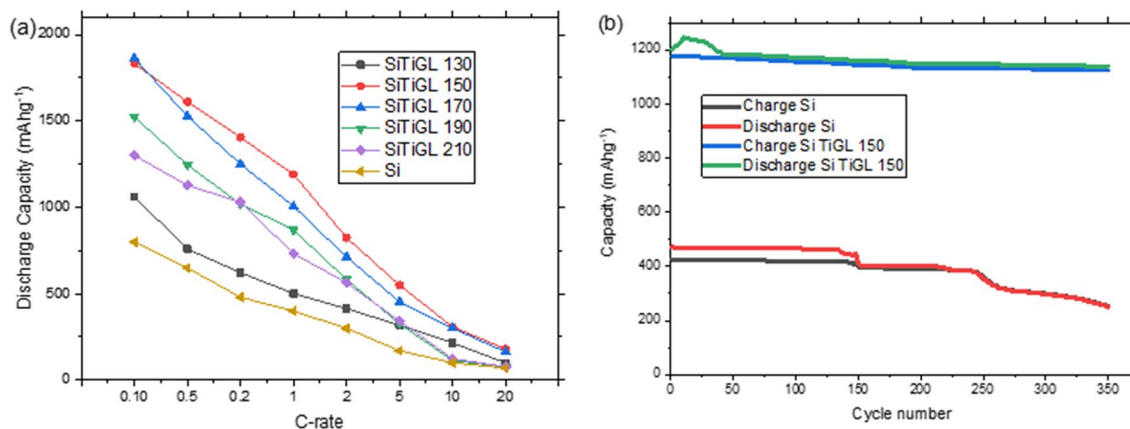 (a)
2000
1500
1000
500
0
Discharge Capacity (mAhg⁻¹)
SiTiGL 130
SiTiGL 150
SiTiGL 170
SiTiGL 190
SiTiGL 210
Si
0.10 0.5 0.2 1 2 5 10 20
C-rate
(b)
1200
1000
800
600
400
200
0
Capacity (mAhg⁻¹)
Charge Si
Discharge Si
Charge Si TiGL 150
Discharge Si TiGL 150
0 50 100 150 200 250 300 350
Cycle number